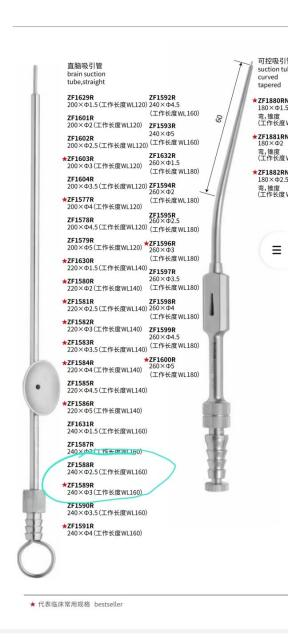 直脑吸引管
brain suction
tube,straight
ZF1629R
200×Φ1.5(工作长度WL120)
ZF1601R
200×Φ2(工作长度WL120)
ZF1602R
200×Φ2.5(工作长度WL120)
★ZF1603R
200×Φ3(工作长度WL120)
ZF1604R
200×Φ3.5(工作长度WL120)
★ZF1577R
200×Φ4(工作长度WL120)
ZF1578R
200×Φ4.5(工作长度WL120)
ZF1579R
200×Φ5(工作长度WL120)
★ZF1630R
220×Φ1.5(工作长度WL140)
★ZF1580R
220×Φ2(工作长度WL140)
★ZF1581R
220×Φ2.5(工作长度WL140)
★ZF1582R
220×Φ3(工作长度WL140)
★ZF1583R
220×Φ3.5(工作长度WL140)
★ZF1584R
220×Φ4(工作长度WL140)
ZF1585R
220×Φ4.5(工作长度WL140)
★ZF1586R
220×Φ5(工作长度WL140)
ZF1631R
240×Φ1.5(工作长度WL160)
ZF1587R
240×Φ2(工作长度WL160)
ZF1588R
240×Φ2.5(工作长度WL160)
★ZF1589R
240×Φ3(工作长度WL160)
ZF1590R
240×Φ3.5(工作长度WL160)
★ZF1591R
240×Φ4(工作长度WL160)
ZF1592R
240×Φ4.5
(工作长度WL160)
ZF1593R
240×Φ5
(工作长度WL160)
ZF1632R
260×Φ1.5
(工作长度WL180)
ZF1594R
260×Φ2
(工作长度WL180)
ZF1595R
260×Φ2.5
(工作长度WL180)
★ZF1596R
260×Φ3
(工作长度WL180)
ZF1597R
260×Φ3.5
(工作长度WL180)
ZF1598R
260×Φ4
(工作长度WL180)
ZF1599R
260×Φ4.5
(工作长度WL180)
★ZF1600R
260×Φ5
(工作长度WL180)
60
可控吸引
suction tu
curved
tapered
★ZF1880RN
180×Φ1.5
弯,锥度
(工作长度
★ZF1881RN
180×Φ2
弯,锥度
(工作长度
★ZF1882RN
180×Φ2.5
弯,锥度
(工作长度
★ 代表临床常用规格 bestseller